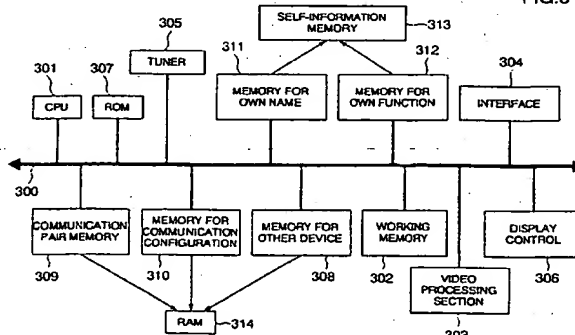 FIG.3
SELF-INFORMATION
MEMORY
313
305
TUNER
311
312
301
307
304
CPU
ROM
MEMORY FOR
OWN NAME
MEMORY FOR
OWN FUNCTION
INTERFACE
300
COMMUNICATION
PAIR MEMORY
MEMORY FOR
COMMUNICATION
CONFIGURATION
MEMORY FOR
OTHER DEVICE
WORKING
MEMORY
DISPLAY
CONTROL
309
310
308
302
VIDEO
PROCESSING
SECTION
306
RAM
314
303